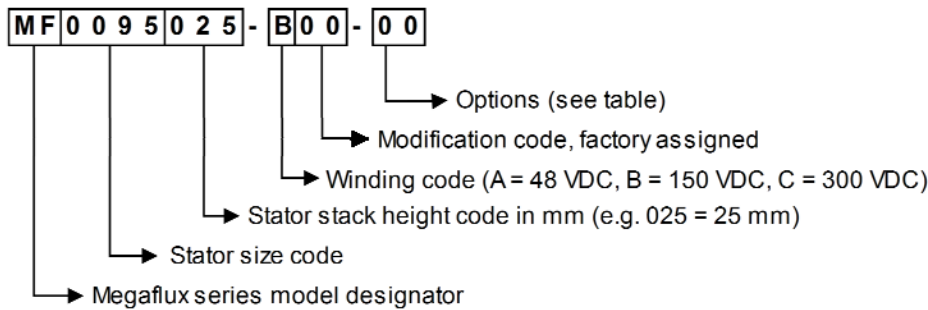 MF0095025-B00-00
Options (see table)
Modification code, factory assigned
Winding code (A = 48 VDC, B = 150 VDC, C = 300 VDC)
Stator stack height code in mm (e.g. 025 = 25 mm)
Stator size code
Megaflux series model designator